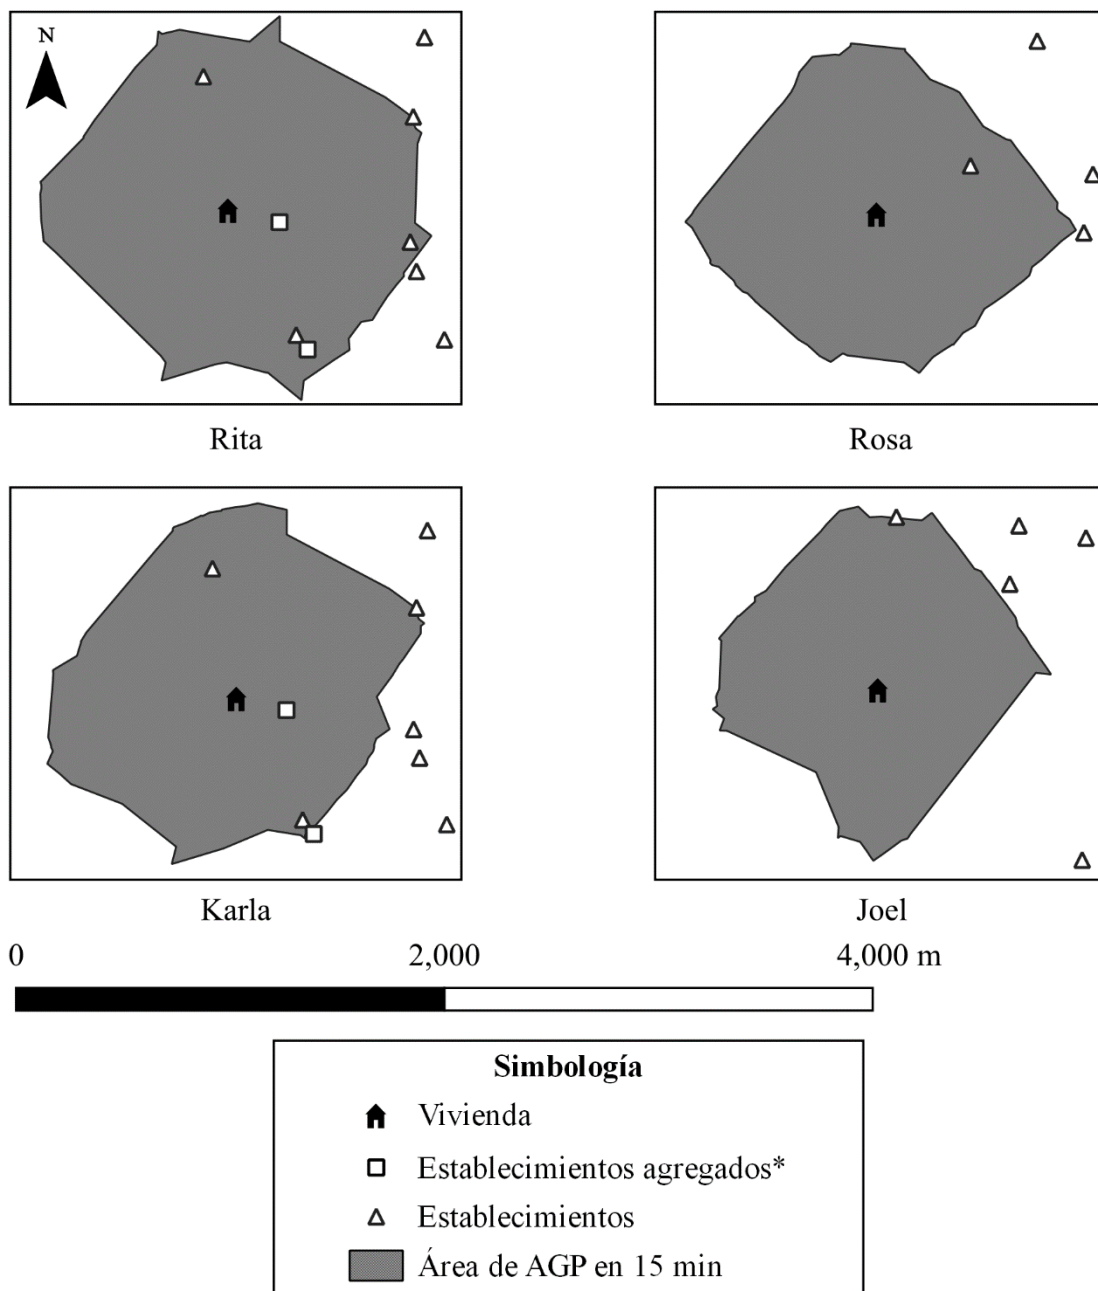 N
Rita
Rosa
Karla
Joel
0 2,000 4,000 m
Simbología
Vivienda
Establecimientos agregados*
Establecimientos
Área de AGP en 15 min